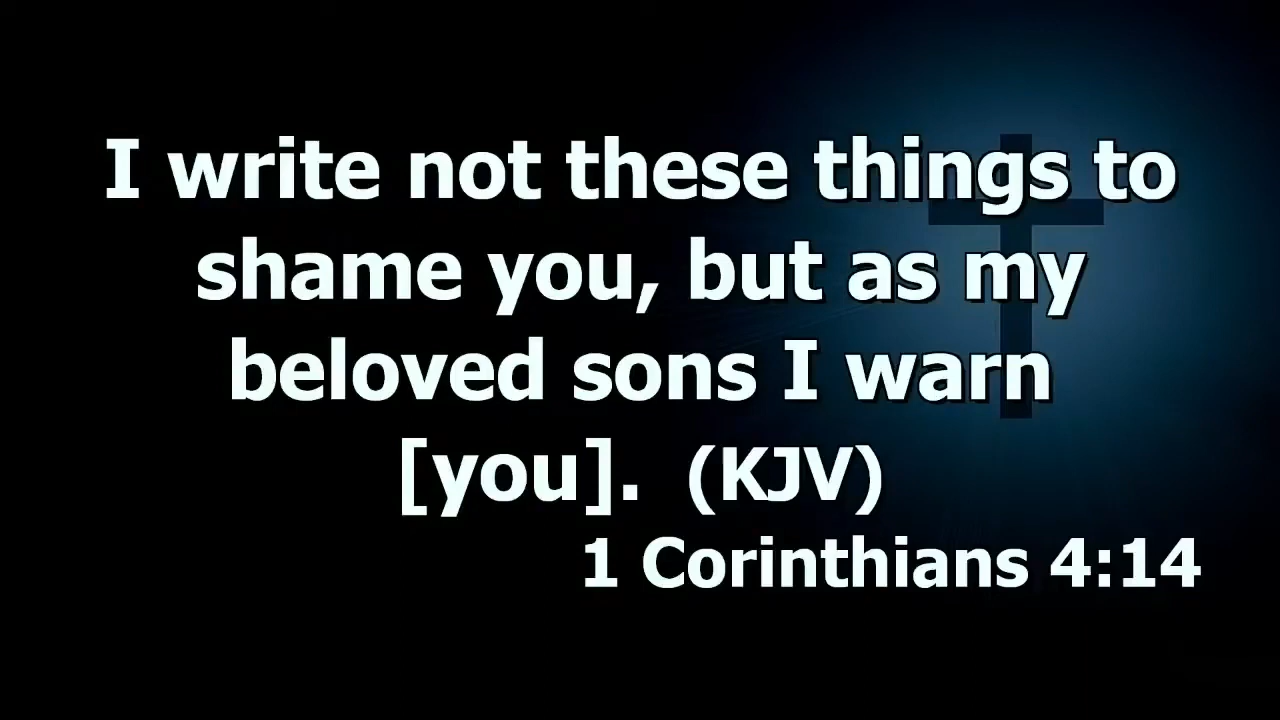 I write not these things to
shame you, but as my
beloved sons I warn
[you].  (KJV)
1 Corinthians 4:14